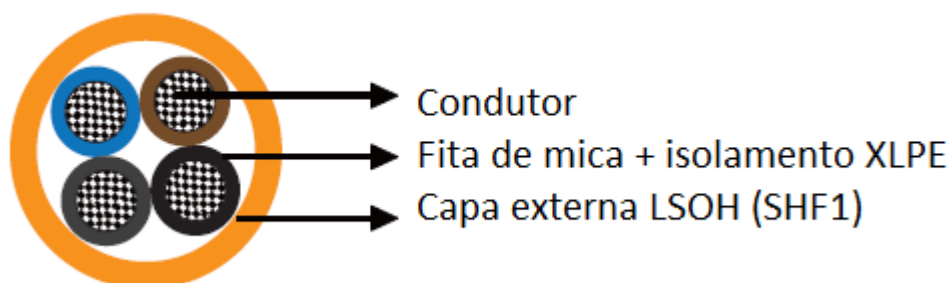 Condutor
Fita de mica + isolamento XLPE
Capa externa LSOH (SHF1)